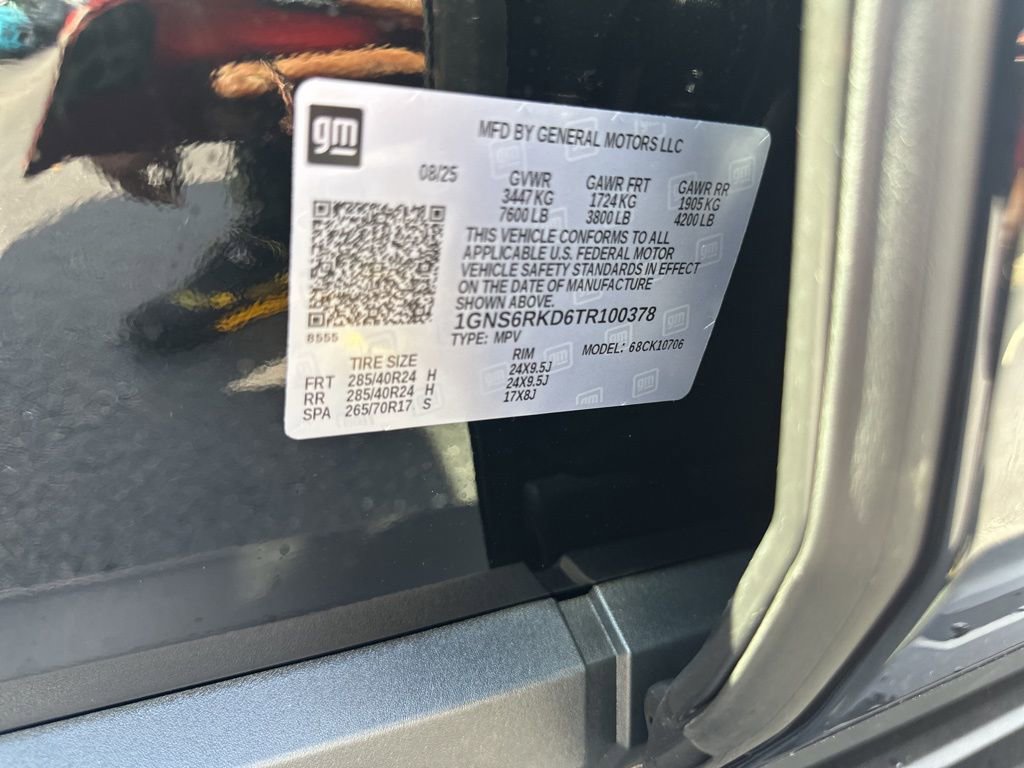 gm
MFD BY GENERAL MOTORS LLC
08/25 GVWR GAWR FRT GAWR RR
3447 KG 1724 KG 1905 KG
7600 LB 3800 LB 4200 LB
THIS VEHICLE CONFORMS TO ALL
APPLICABLE U.S. FEDERAL MOTOR
VEHICLE SAFETY STANDARDS IN EFFECT
ON THE DATE OF MANUFACTURE
SHOWN ABOVE.
1GNS6RKD6TR100378
8555
TYPE: MPV MODEL: 68CK10706
TIRE SIZE RIM
FRT 285/40R24 H 24X9.5J
RR 285/40R24 H 24X9.5J
SPA 265/70R17 S 17X8J